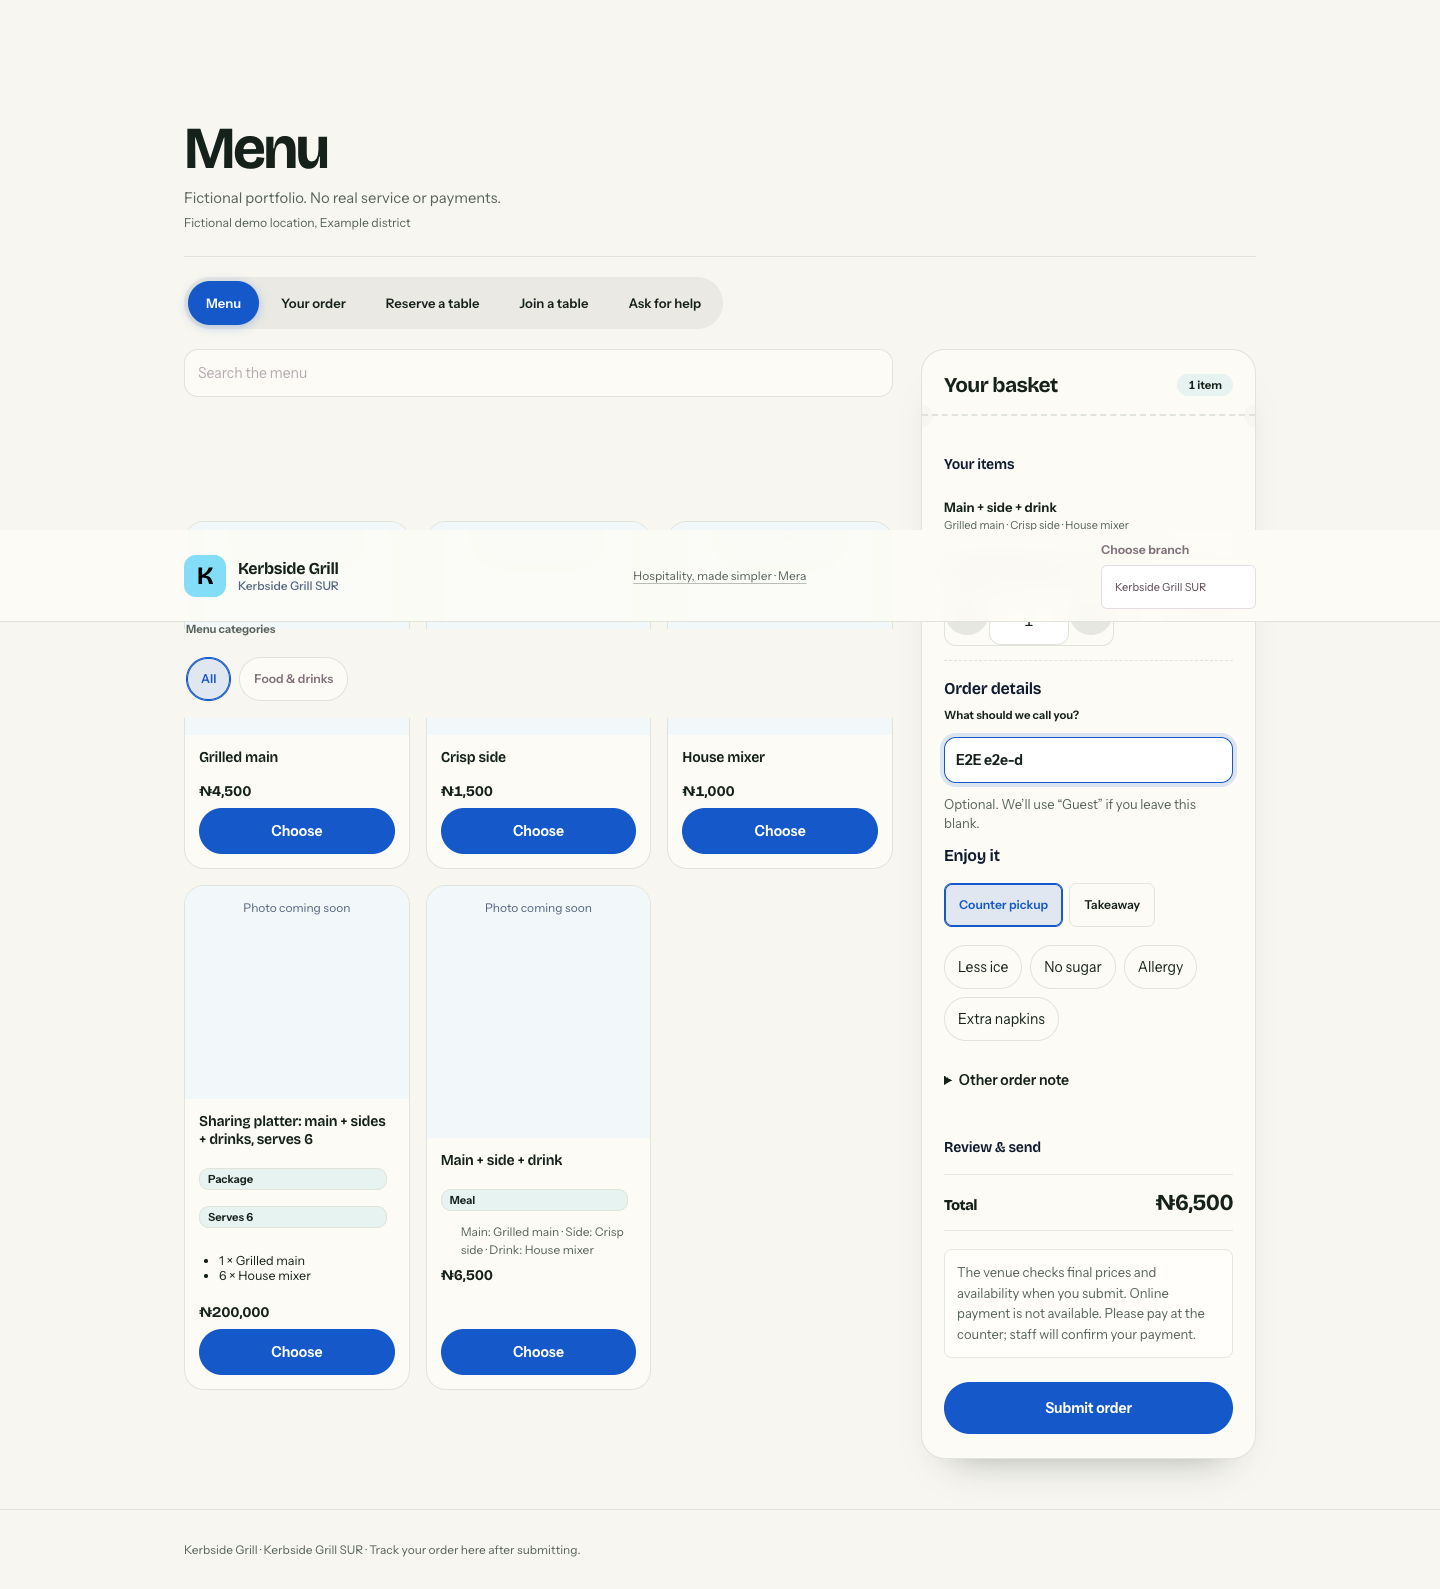 Menu
Fictional portfolio. No real service or payments.
Fictional demo location, Example district
Menu
Your order
Reserve a table
Join a table
Ask for help
Search the menu
Your basket
1 item
Your items
Main + side + drink
Grilled main · Crisp side · House mixer
K
Kerbside Grill
Kerbside Grill SUR
Hospitality, made simpler · Mera
Choose branch
Kerbside Grill SUR
1
Menu categories
All
Food & drinks
Grilled main
₦4,500
Choose
Crisp side
₦1,500
Choose
House mixer
₦1,000
Choose
Photo coming soon
Sharing platter: main + sides
+ drinks, serves 6
Package
Serves 6
1 × Grilled main
6 × House mixer
₦200,000
Choose
Photo coming soon
Main + side + drink
Meal
Main: Grilled main · Side: Crisp
side · Drink: House mixer
₦6,500
Choose
Order details
What should we call you?
E2E e2e-d
Optional. We’ll use “Guest” if you leave this
blank.
Enjoy it
Counter pickup
Takeaway
Less ice
No sugar
Allergy
Extra napkins
Other order note
Review & send
Total
₦6,500
The venue checks final prices and
availability when you submit. Online
payment is not available. Please pay at the
counter; staff will confirm your payment.
Submit order
Kerbside Grill · Kerbside Grill SUR · Track your order here after submitting.